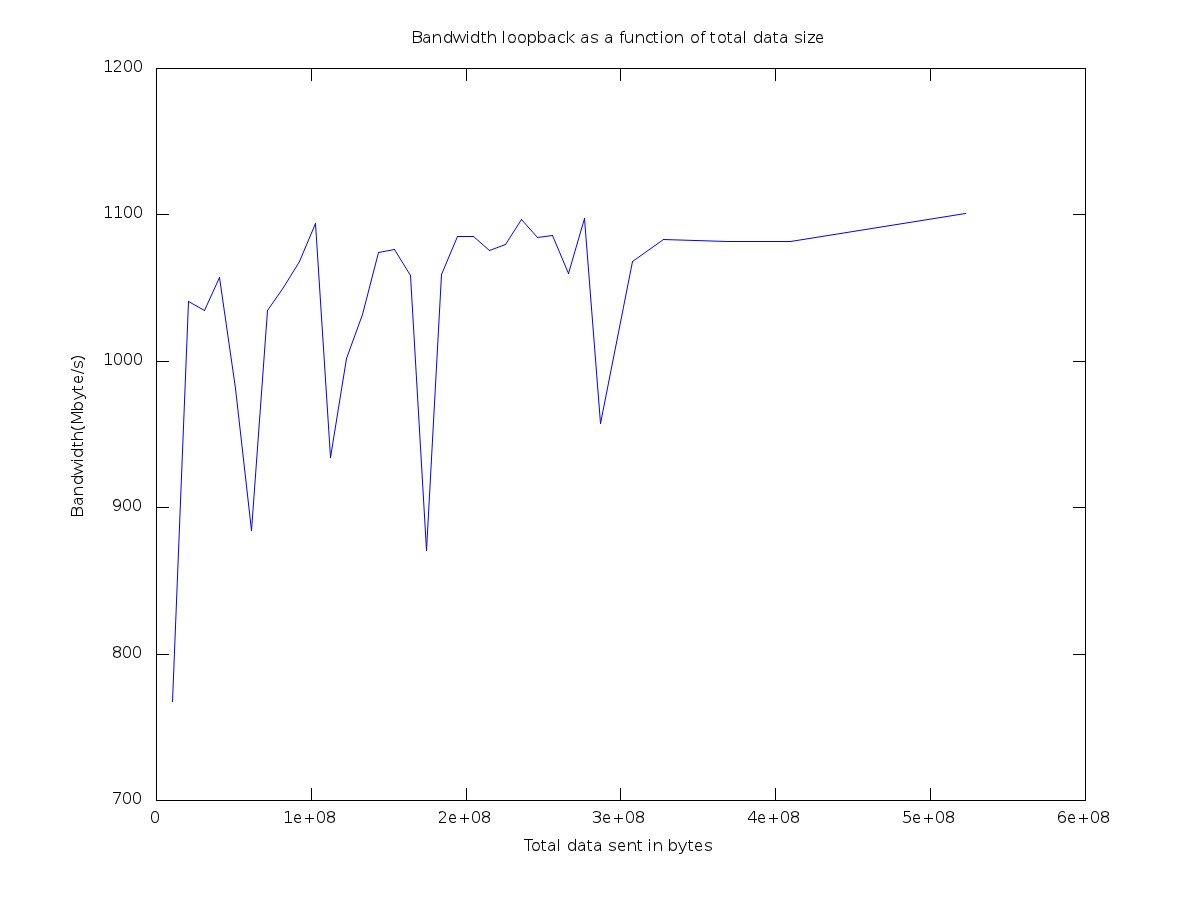 Bandwidth loopback as a function of total data size
1200
1100
1000
900
800
700
Bandwidth(Mbyte/s)
0 1e+08 2e+08 3e+08 4e+08 5e+08 6e+08
Total data sent in bytes